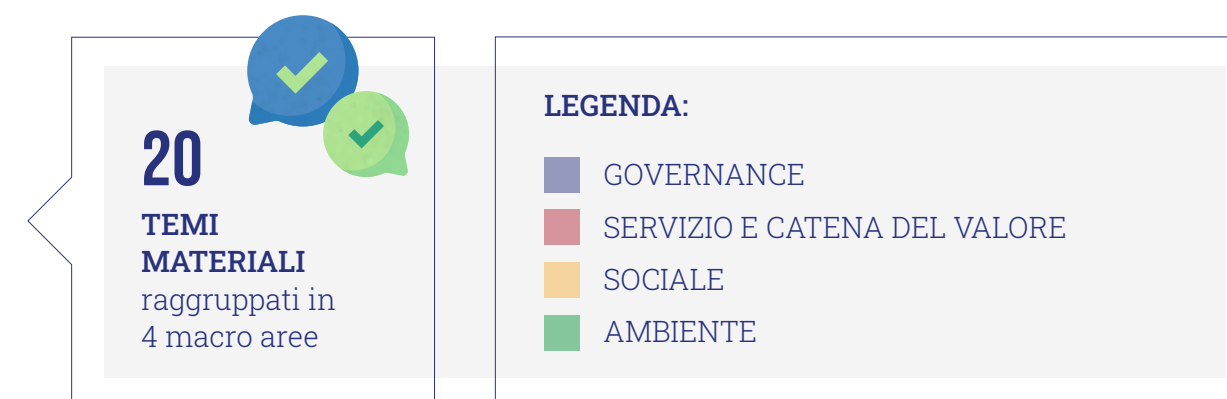 20
TEMI
MATERIALI
raggruppati in
4 macro aree
LEGENDA:
GOVERNANCE
SERVIZIO E CATENA DEL VALORE
SOCIALE
AMBIENTE